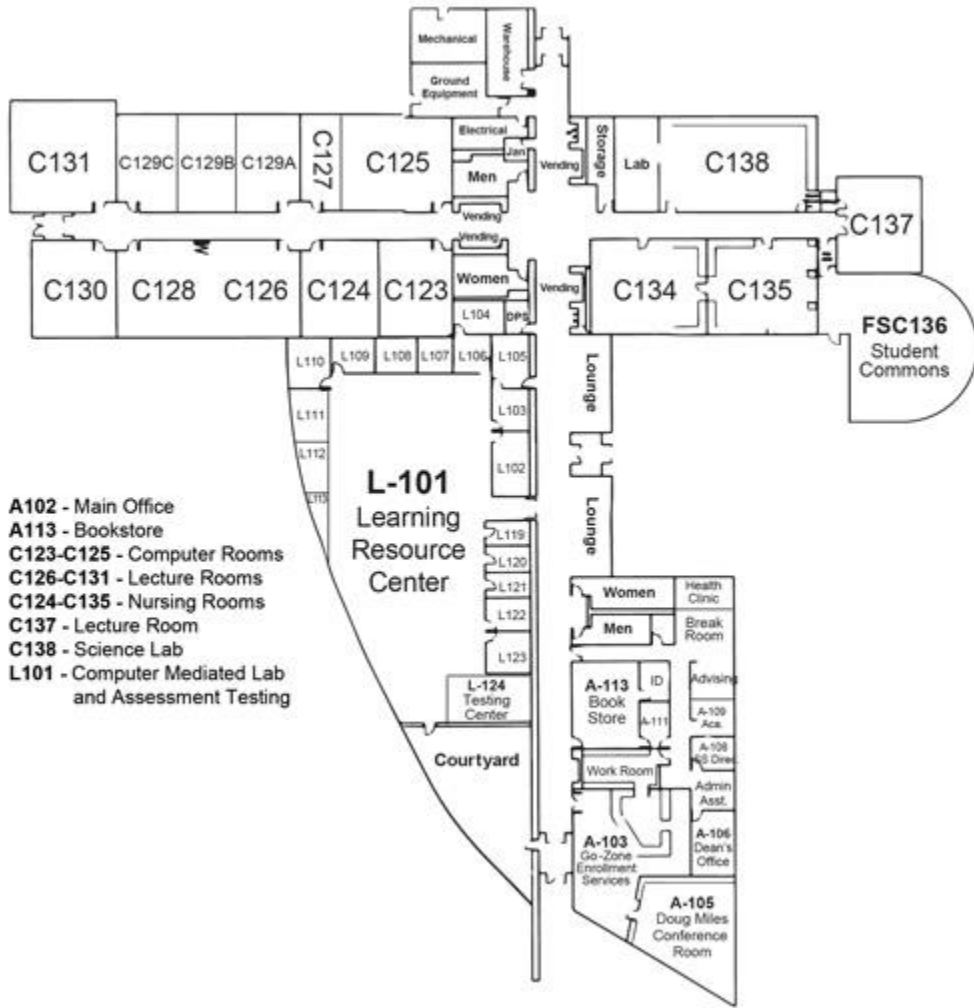 Mechanical
Warehouse
Ground
Equipment
Electrical
Jan
Men
Vending
Storage
Lab
C138
C131
C129C
C129B
C129A
C127
C125
Vending
Vending
C137
C130
C128
C126
C124
C123
Women
L104
DPS
Vending
C134
C135
FSC136
Student
Commons
L110
L109
L108
L107
L106
L105
Lounge
L103
L111
L112
L102
L113
L-101
Learning
Resource
Center
Lounge
A102 - Main Office
A113 - Bookstore
C123-C125 - Computer Rooms
C126-C131 - Lecture Rooms
C124-C135 - Nursing Rooms
C137 - Lecture Room
C138 - Science Lab
L101 - Computer Mediated Lab
and Assessment Testing
L119
L120
L121
L122
L123
L-124
Testing
Center
Courtyard
Women
Health
Clinic
Men
Break
Room
A-113
Book
Store
ID
A-111
Advising
A-109
Aca.
A-108
SS Direc.
Work Room
Admin
Asst.
A-103
Go-Zone
Enrollment
Services
A-106
Dean's
Office
A-105
Doug Miles
Conference
Room